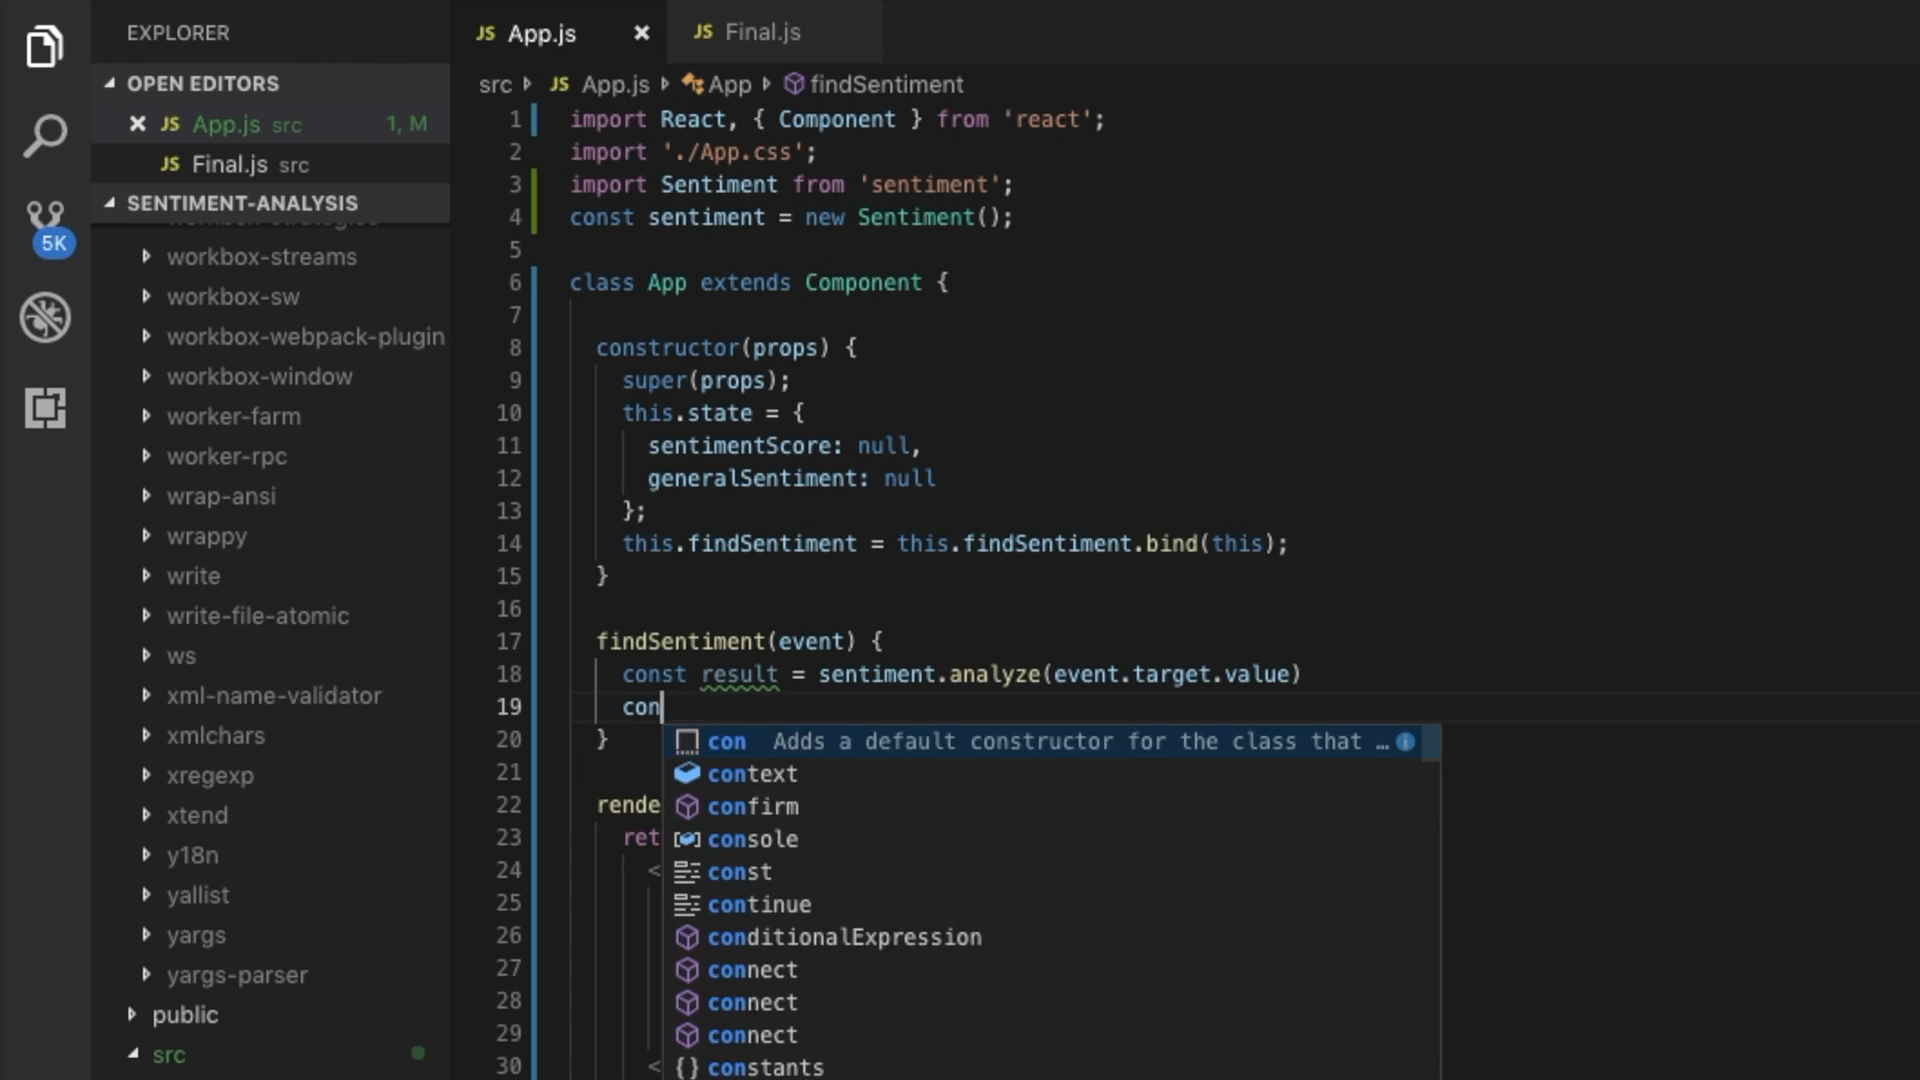 EXPLORER
OPEN EDITORS
JS App.js src 1, M
JS Final.js src
SENTIMENT-ANALYSIS
5K
workbox-streams
workbox-sw
workbox-webpack-plugin
workbox-window
worker-farm
worker-rpc
wrap-ansi
wrappy
write
write-file-atomic
ws
xml-name-validator
xmlchars
xregexp
xtend
y18n
yallist
yargs
yargs-parser
public
src
JS App.js
JS Final.js
src JS App.js App findSentiment
1 import React, { Component } from 'react';
2 import './App.css';
3 import Sentiment from 'sentiment';
4 const sentiment = new Sentiment();
5
6 class App extends Component {
7
8 constructor(props) {
9 super(props);
10 this.state = {
11 sentimentScore: null,
12 generalSentiment: null
13 };
14 this.findSentiment = this.findSentiment.bind(this);
15 }
16
17 findSentiment(event) {
18 const result = sentiment.analyze(event.target.value)
19 con
20 }
21
22 rende
23 ret
24 <
25
26
27
28
29
30 <
con Adds a default constructor for the class that …
context
confirm
console
const
continue
conditionalExpression
connect
connect
connect
{} constants